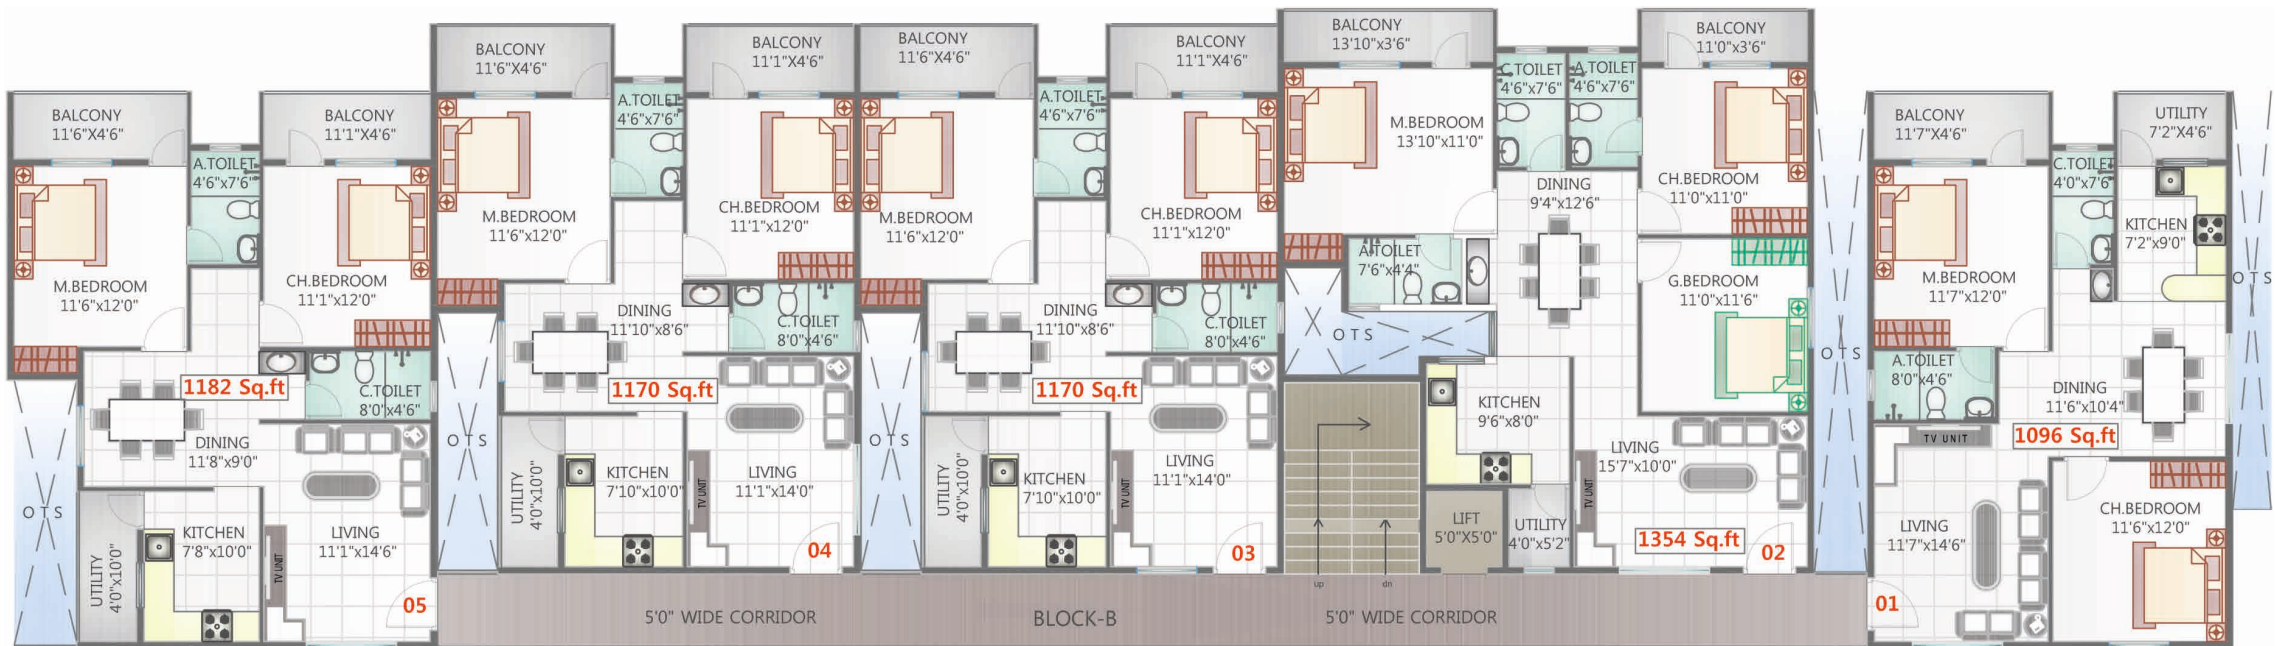 BALCONY
11'6"X4'6"
BALCONY
11'1"X4'6"
A.TOILET
4'6"x7'6"
M.BEDROOM
11'6"x12'0"
CH.BEDROOM
11'1"x12'0"
1182 Sq.ft
C.TOILET
8'0"x4'6"
DINING
11'8"x9'0"
OTS
KITCHEN
7'8"x10'0"
UTILITY
4'0"x10'0"
TV UNIT
LIVING
11'1"x14'6"
05
BALCONY
11'6"X4'6"
BALCONY
11'1"X4'6"
A.TOILET
4'6"x7'6"
M.BEDROOM
11'6"x12'0"
CH.BEDROOM
11'1"x12'0"
DINING
11'10"x8'6"
C.TOILET
8'0"x4'6"
1170 Sq.ft
OTS
UTILITY
4'0"x10'0"
KITCHEN
7'10"x10'0"
TV UNIT
LIVING
11'1"x14'0"
04
BALCONY
11'6"X4'6"
BALCONY
11'1"X4'6"
A.TOILET
4'6"x7'6"
M.BEDROOM
11'6"x12'0"
CH.BEDROOM
11'1"x12'0"
DINING
11'10"x8'6"
C.TOILET
8'0"x4'6"
1170 Sq.ft
OTS
UTILITY
4'0"x10'0"
KITCHEN
7'10"x10'0"
TV UNIT
LIVING
11'1"x14'0"
03
BALCONY
13'10"x3'6"
BALCONY
11'0"x3'6"
C.TOILET
4'6"x7'6"
A.TOILET
4'6"x7'6"
M.BEDROOM
13'10"x11'0"
DINING
9'4"x12'6"
CH.BEDROOM
11'0"x11'0"
A.TOILET
7'6"x4'4"
G.BEDROOM
11'0"x11'6"
OTS
KITCHEN
9'6"x8'0"
LIVING
15'7"x10'0"
TV UNIT
LIFT
5'0"X5'0"
UTILITY
4'0"x5'2"
1354 Sq.ft
02
up
dn
OTS
BALCONY
11'7"X4'6"
UTILITY
7'2"X4'6"
C.TOILET
4'0"x7'6"
KITCHEN
7'2"x9'0"
M.BEDROOM
11'7"x12'0"
OTS
A.TOILET
8'0"x4'6"
DINING
11'6"x10'4"
TV UNIT
1096 Sq.ft
LIVING
11'7"x14'6"
CH.BEDROOM
11'6"x12'0"
01
5'0" WIDE CORRIDOR
BLOCK-B
5'0" WIDE CORRIDOR